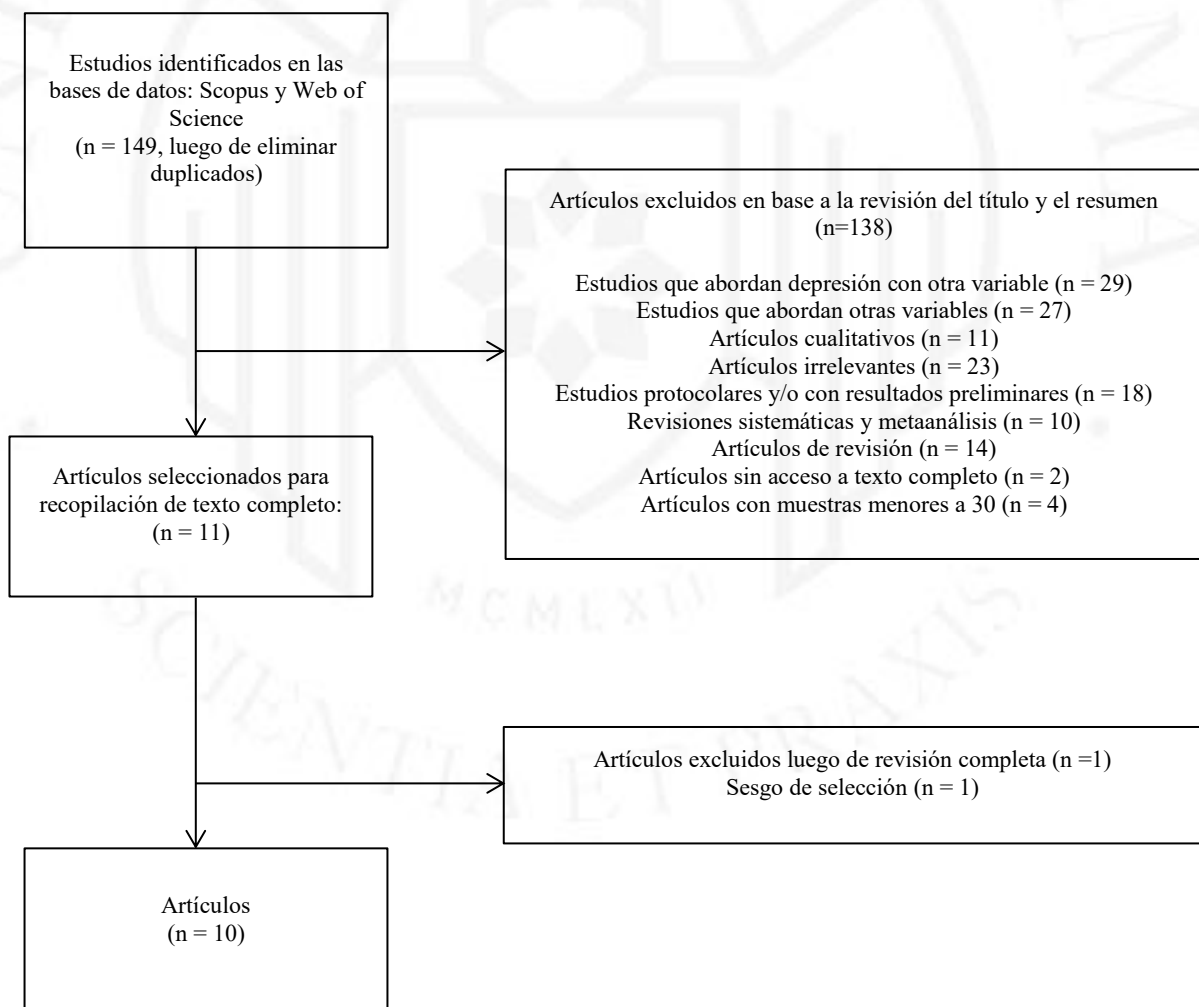 Estudios identificados en las
bases de datos: Scopus y Web of
Science
(n = 149, luego de eliminar
duplicados)
Artículos excluidos en base a la revisión del título y el resumen
(n=138)
Estudios que abordan depresión con otra variable (n = 29)
Estudios que abordan otras variables (n = 27)
Artículos cualitativos (n = 11)
Artículos irrelevantes (n = 23)
Estudios protocolares y/o con resultados preliminares (n = 18)
Revisiones sistemáticas y metaanálisis (n = 10)
Artículos de revisión (n = 14)
Artículos sin acceso a texto completo (n = 2)
Artículos con muestras menores a 30 (n = 4)
Artículos seleccionados para
recopilación de texto completo:
(n = 11)
MCMLXII
SCIENTIA ET PRAXIS
Artículos excluidos luego de revisión completa (n =1)
Sesgo de selección (n = 1)
Artículos
(n = 10)